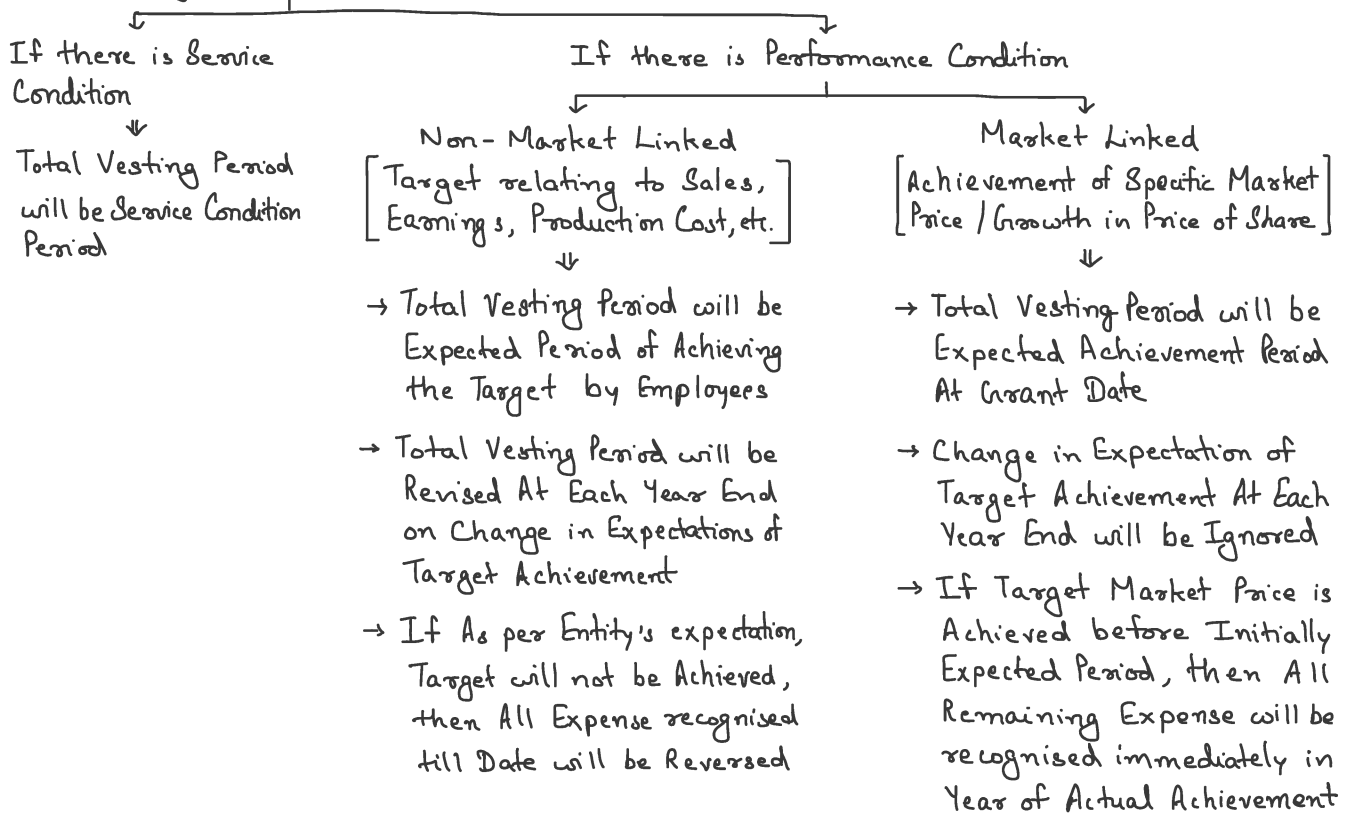 If there is Service
Condition
Total Vesting Period
will be Service Condition
Period
If there is Performance Condition
Non-Market Linked
[Target relating to Sales,
Earnings, Production Cost, etc.]
→ Total Vesting Period will be
Expected Period of Achieving
the Target by Employees
→ Total Vesting Period will be
Revised At Each Year End
on Change in Expectations of
Target Achievement
→ If As per Entity's expectation,
Target will not be Achieved,
then All Expense recognised
till Date will be Reversed
Market Linked
[Achievement of Specific Market
Price / Growth in Price of Share]
→ Total Vesting Period will be
Expected Achievement Period
At Grant Date
→ Change in Expectation of
Target Achievement At Each
Year End will be Ignored
→ If Target Market Price is
Achieved before Initially
Expected Period, then All
Remaining Expense will be
recognised immediately in
Year of Actual Achievement